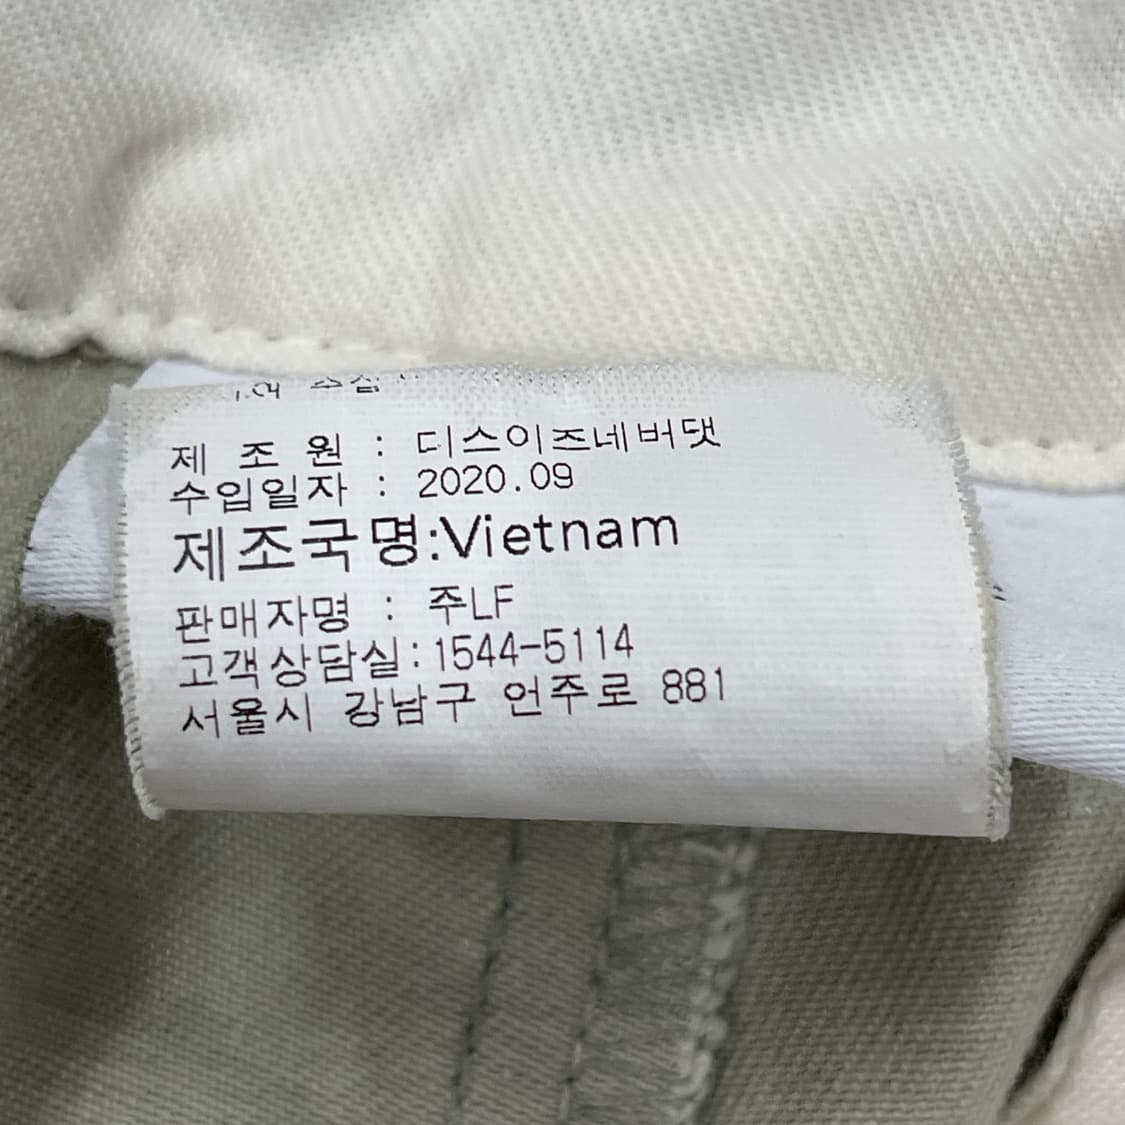 제 조 원 : 디스이즈네버댓
수입일자 : 2020.09
제조국명:Vietnam
판매자명 : 주LF
고객상담실:1544-5114
서울시 강남구 언주로 881